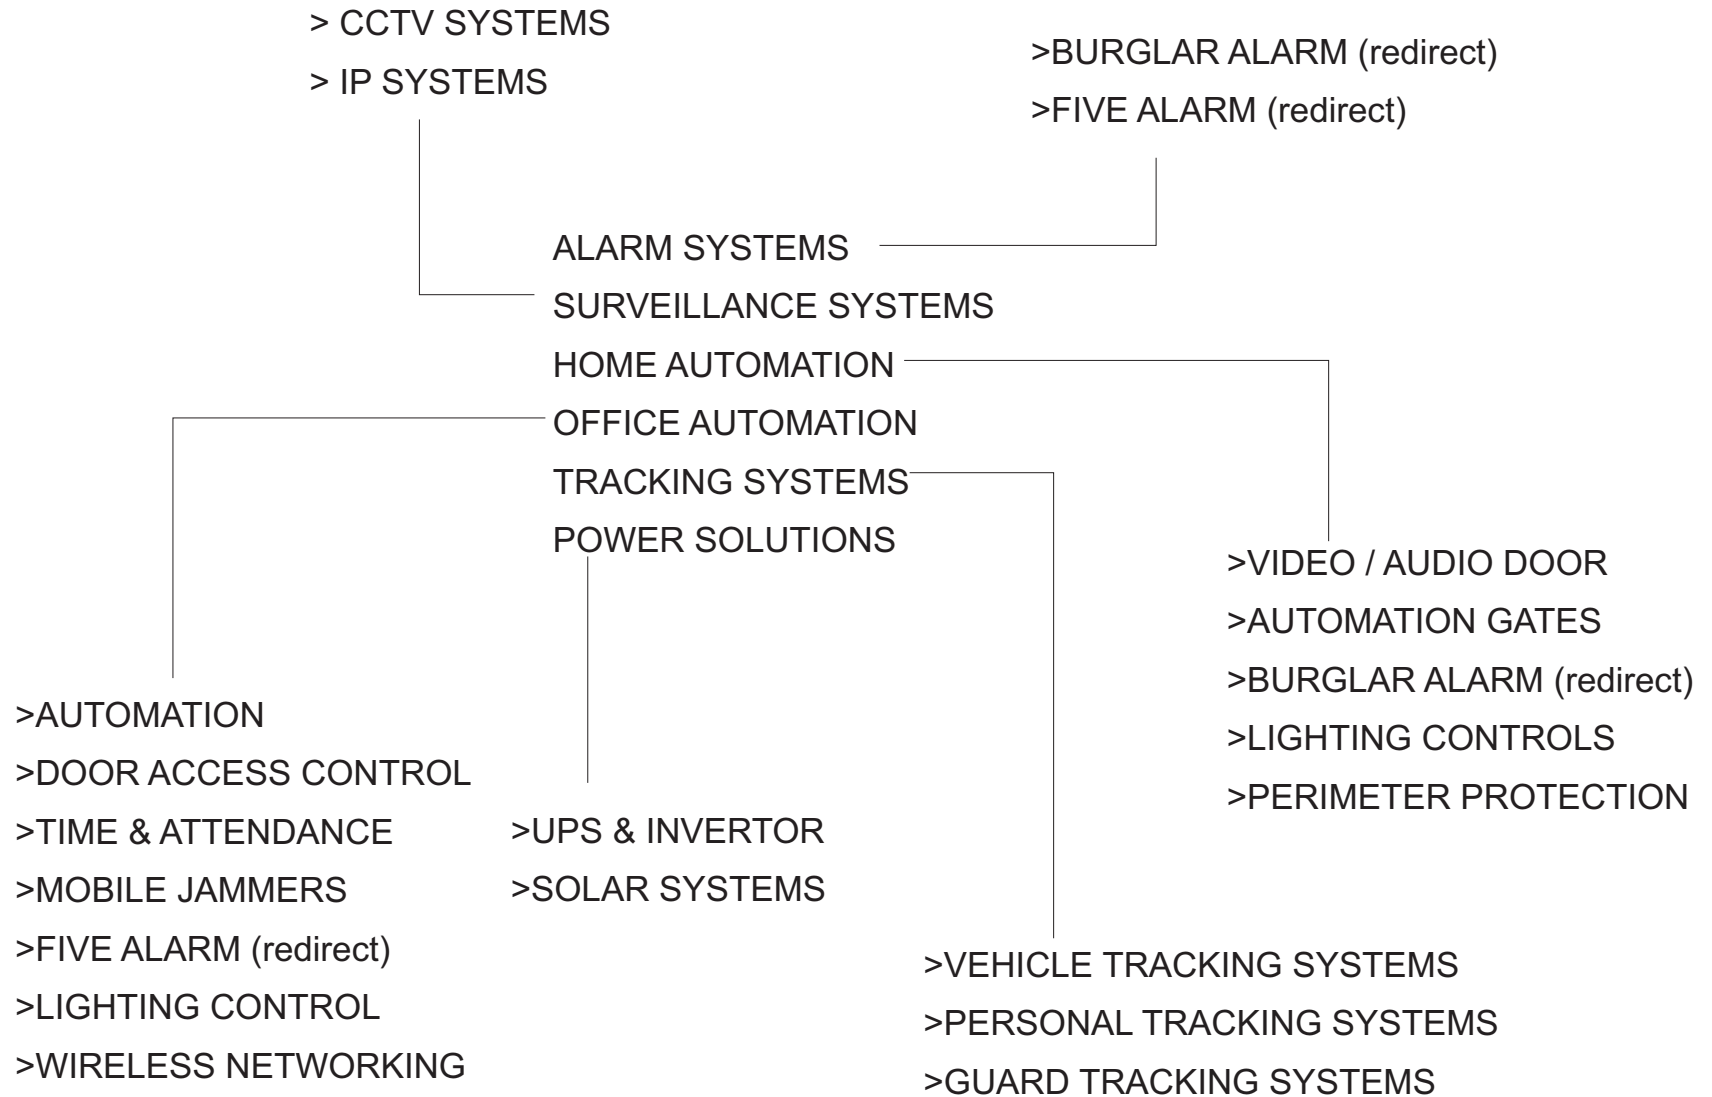 > CCTV SYSTEMS
> IP SYSTEMS
>BURGLAR ALARM (redirect)
>FIVE ALARM (redirect)
ALARM SYSTEMS
SURVEILLANCE SYSTEMS
HOME AUTOMATION
OFFICE AUTOMATION
TRACKING SYSTEMS
POWER SOLUTIONS
>VIDEO / AUDIO DOOR
>AUTOMATION GATES
>BURGLAR ALARM (redirect)
>LIGHTING CONTROLS
>PERIMETER PROTECTION
>AUTOMATION
>DOOR ACCESS CONTROL
>TIME & ATTENDANCE
>MOBILE JAMMERS
>FIVE ALARM (redirect)
>LIGHTING CONTROL
>WIRELESS NETWORKING
>UPS & INVERTOR
>SOLAR SYSTEMS
>VEHICLE TRACKING SYSTEMS
>PERSONAL TRACKING SYSTEMS
>GUARD TRACKING SYSTEMS